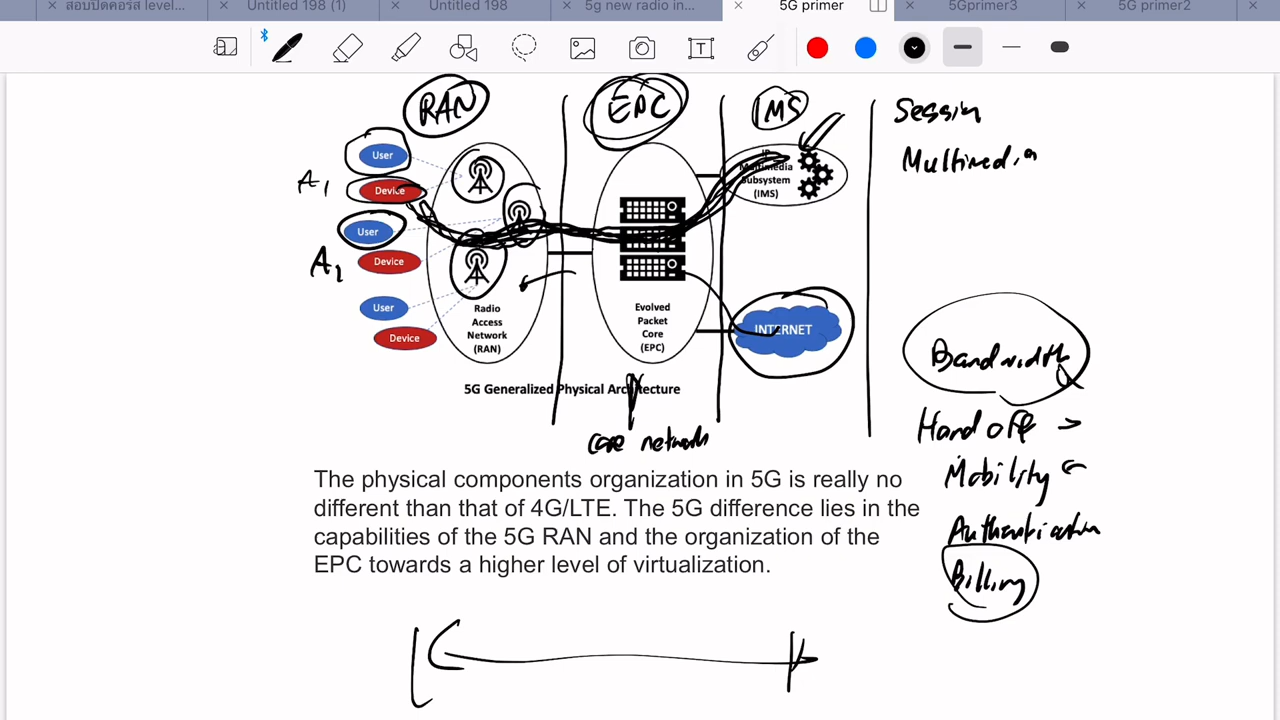 สอบปิดคอร์ส level...
Untitled 198 (1)
Untitled 198
5g new radio in...
5G primer
5Gprimer3
5G primer2
T
RAN
EPC
IMS
Session
Multimedia
User
A1
Device
User
A2
Device
User
Device
Radio
Access
Network
(RAN)
Evolved
Packet
Core
(EPC)
Multimedia
Subsystem
(IMS)
INTERNET
5G Generalized Physical Architecture
core network
Bandwidth
Handoff
Mobility
Authentication
Billing
The physical components organization in 5G is really no
different than that of 4G/LTE. The 5G difference lies in the
capabilities of the 5G RAN and the organization of the
EPC towards a higher level of virtualization.